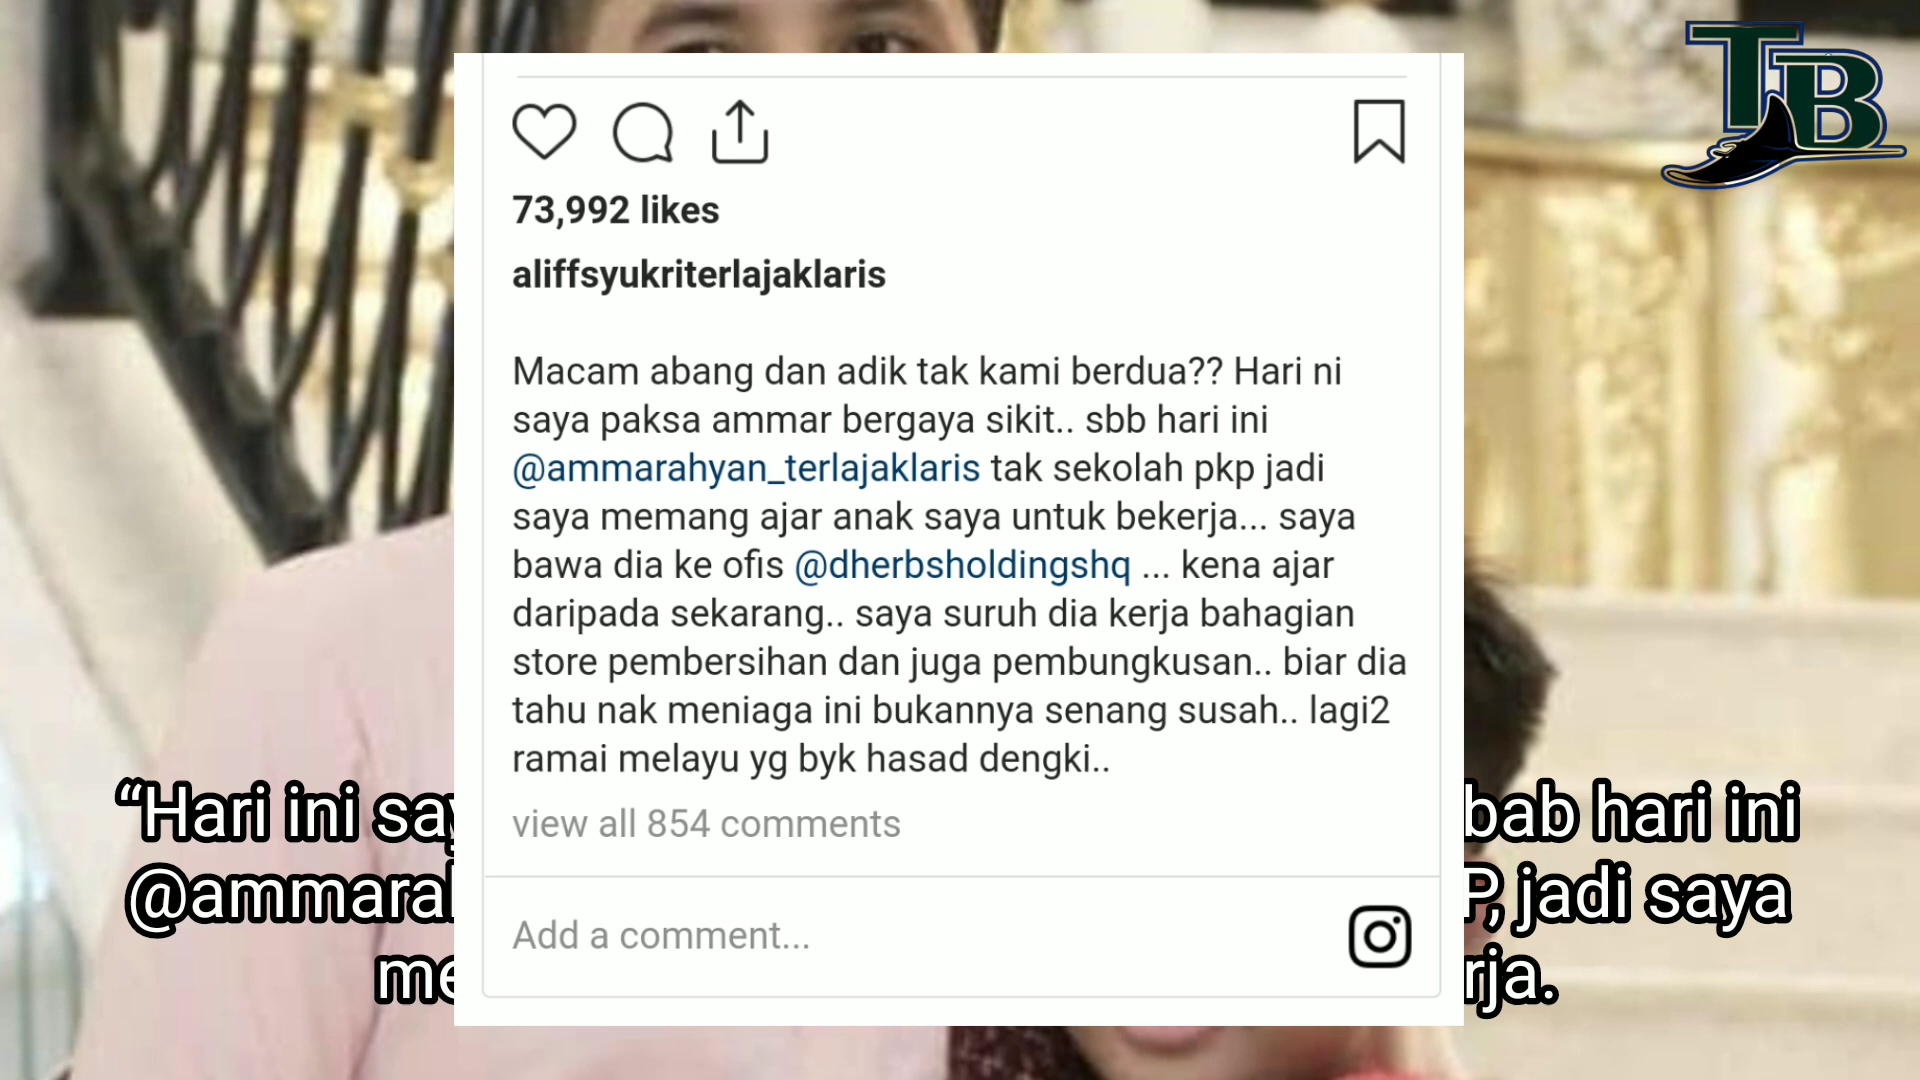 TB
73,992 likes
aliffsyukriterlajaklaris
Macam abang dan adik tak kami berdua?? Hari ni
saya paksa ammar bergaya sikit.. sbb hari ini
@ammarahyan_terlajaklaris tak sekolah pkp jadi
saya memang ajar anak saya untuk bekerja... saya
bawa dia ke ofis @dherbsholdingshq ... kena ajar
daripada sekarang.. saya suruh dia kerja bahagian
store pembersihan dan juga pembungkusan.. biar dia
tahu nak meniaga ini bukannya senang susah.. lagi2
ramai melayu yg byk hasad dengki..
view all 854 comments
Add a comment...
“Hari ini hari ini
jadi saya